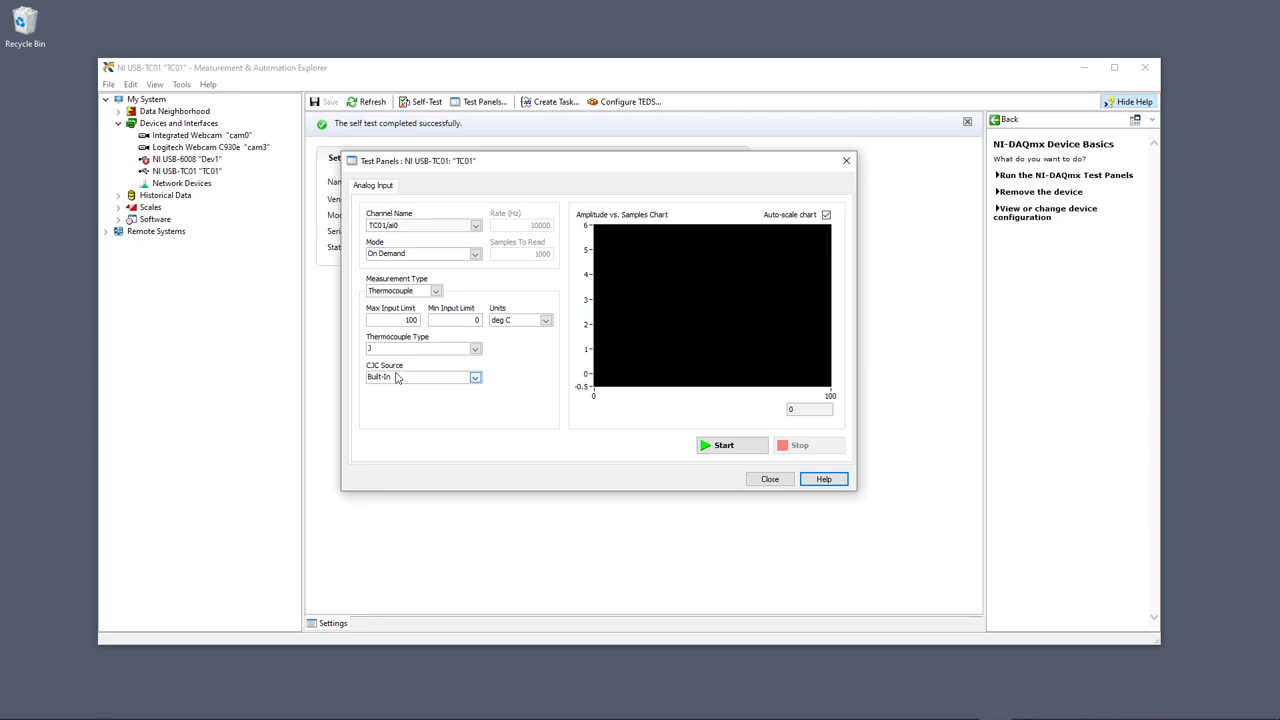 Recycle Bin
NI USB-TC01 "TC01" - Measurement & Automation Explorer
File Edit View Tools Help
My System
Data Neighborhood
Devices and Interfaces
Integrated Webcam "cam0"
Logitech Webcam C930e "cam3"
NI USB-6008 "Dev1"
NI USB-TC01 "TC01"
Network Devices
Historical Data
Scales
Software
Remote Systems
Save Refresh Self-Test Test Panels... Create Task... Configure TEDS... Hide Help
The self test completed successfully.
Set
Nam
Ven
Mod
Seri
Stat
Test Panels : NI USB-TC01: "TC01"
Analog Input
Channel Name Rate (Hz)
TC01/ai0 10000
Mode Samples To Read
On Demand 1000
Measurement Type
Thermocouple
Max Input Limit Min Input Limit Units
100 0 deg C
Thermocouple Type
J
CJC Source
Built-In
Amplitude vs. Samples Chart Auto-scale chart
6
5
4
3
2
1
0
-0.5
0 100
0
Start Stop
Close Help
Settings
Back
NI-DAQmx Device Basics
What do you want to do?
Run the NI-DAQmx Test Panels
Remove the device
View or change device
configuration